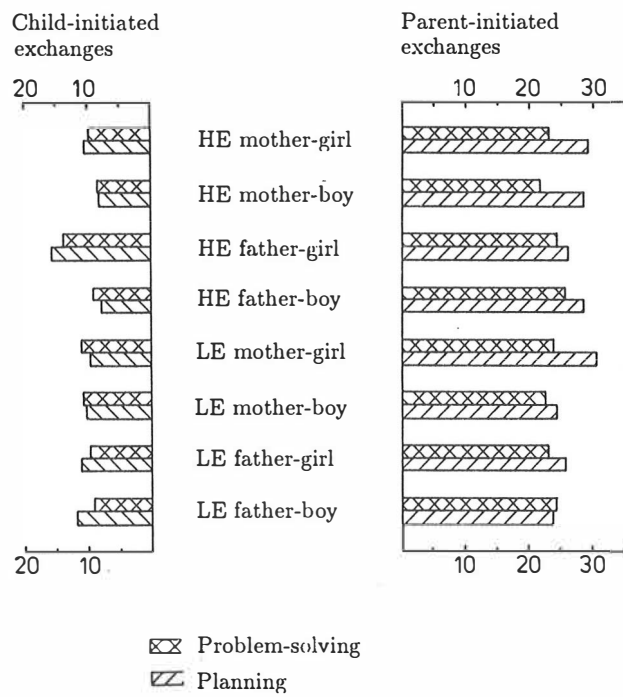 Child-initiated
exchanges
Parent-initiated
exchanges
20 10
10 20 30
HE mother-girl
HE mother-boy
HE father-girl
HE father-boy
LE mother-girl
LE mother-boy
LE father-girl
LE father-boy
20 10
10 20 30
Problem-solving
Planning